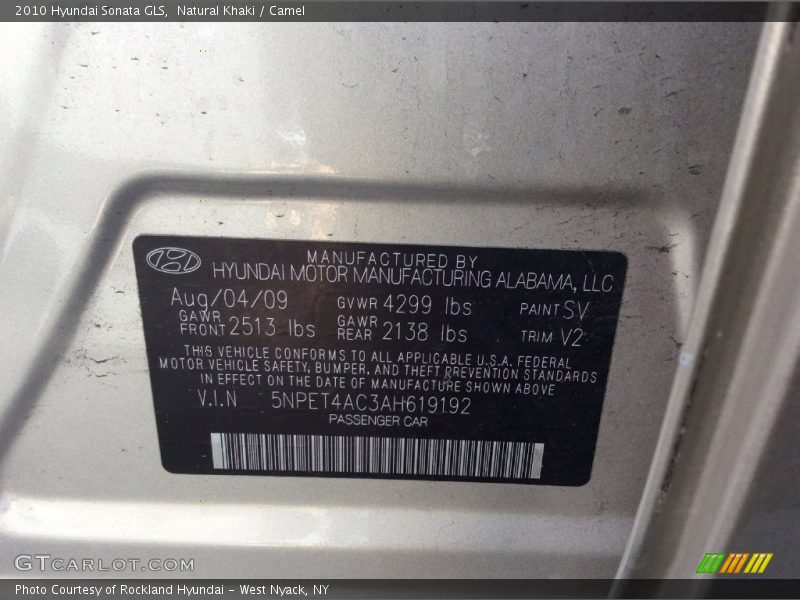 2010 Hyundai Sonata GLS,  Natural Khaki / Camel
MANUFACTURED BY
HYUNDAI MOTOR MANUFACTURING ALABAMA, LLC
Aug/04/09 GVWR 4299 lbs PAINT SV
GAWR FRONT 2513 lbs GAWR REAR 2138 lbs TRIM V2
THIS VEHICLE CONFORMS TO ALL APPLICABLE U.S.A. FEDERAL
MOTOR VEHICLE SAFETY, BUMPER, AND THEFT PREVENTION STANDARDS
IN EFFECT ON THE DATE OF MANUFACTURE SHOWN ABOVE
V.I.N 5NPET4AC3AH619192
PASSENGER CAR
GTCARLOT.COM
Photo Courtesy of Rockland Hyundai - West Nyack, NY